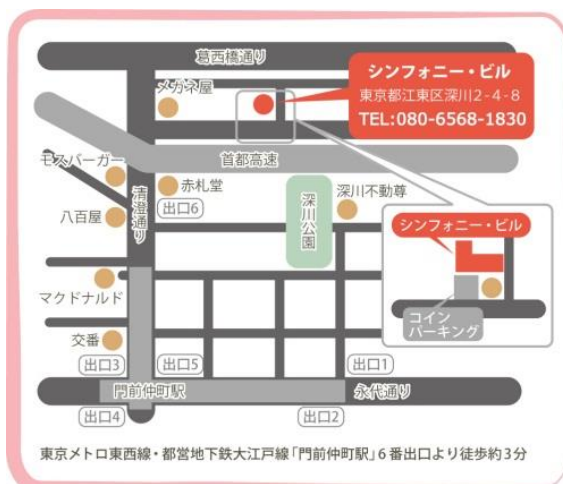 葛西橋通り
メガネ屋
シンフォニー・ビル
東京都江東区深川2-4-8
TEL:080-6568-1830
首都高速
モスバーガー
赤札堂
出口6
清澄通り
八百屋
深川公園
深川不動尊
シンフォニー・ビル
コイン
パーキング
マクドナルド
交番
出口3
出口5
出口1
門前仲町駅
永代通り
出口4
出口2
東京メトロ東西線・都営地下鉄大江戸線「門前仲町駅」6番出口より徒歩約3分